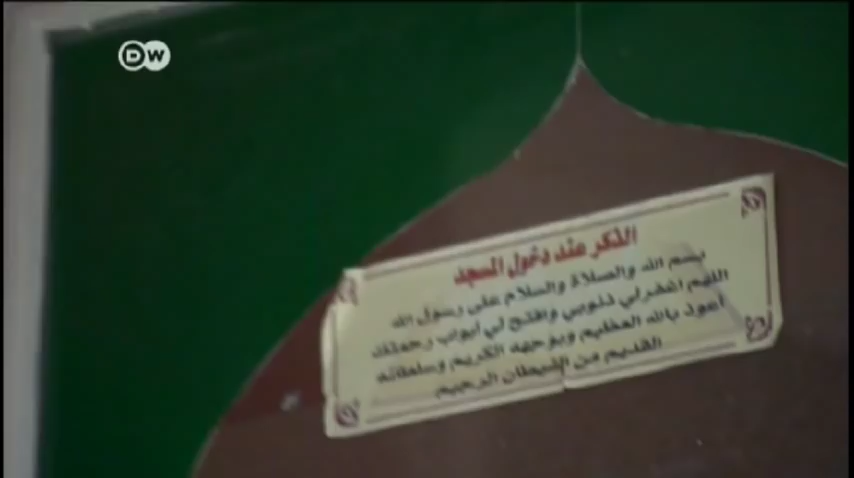 DW
الذكر عند دخول المسجد
بسم الله والصلاة والسلام على رسول الله
اللهم اغفر لي ذنوبي وافتح لي أبواب رحمتك
أعوذ بالله العظيم وبوجهه الكريم وسلطانه
القديم من الشيطان الرجيم